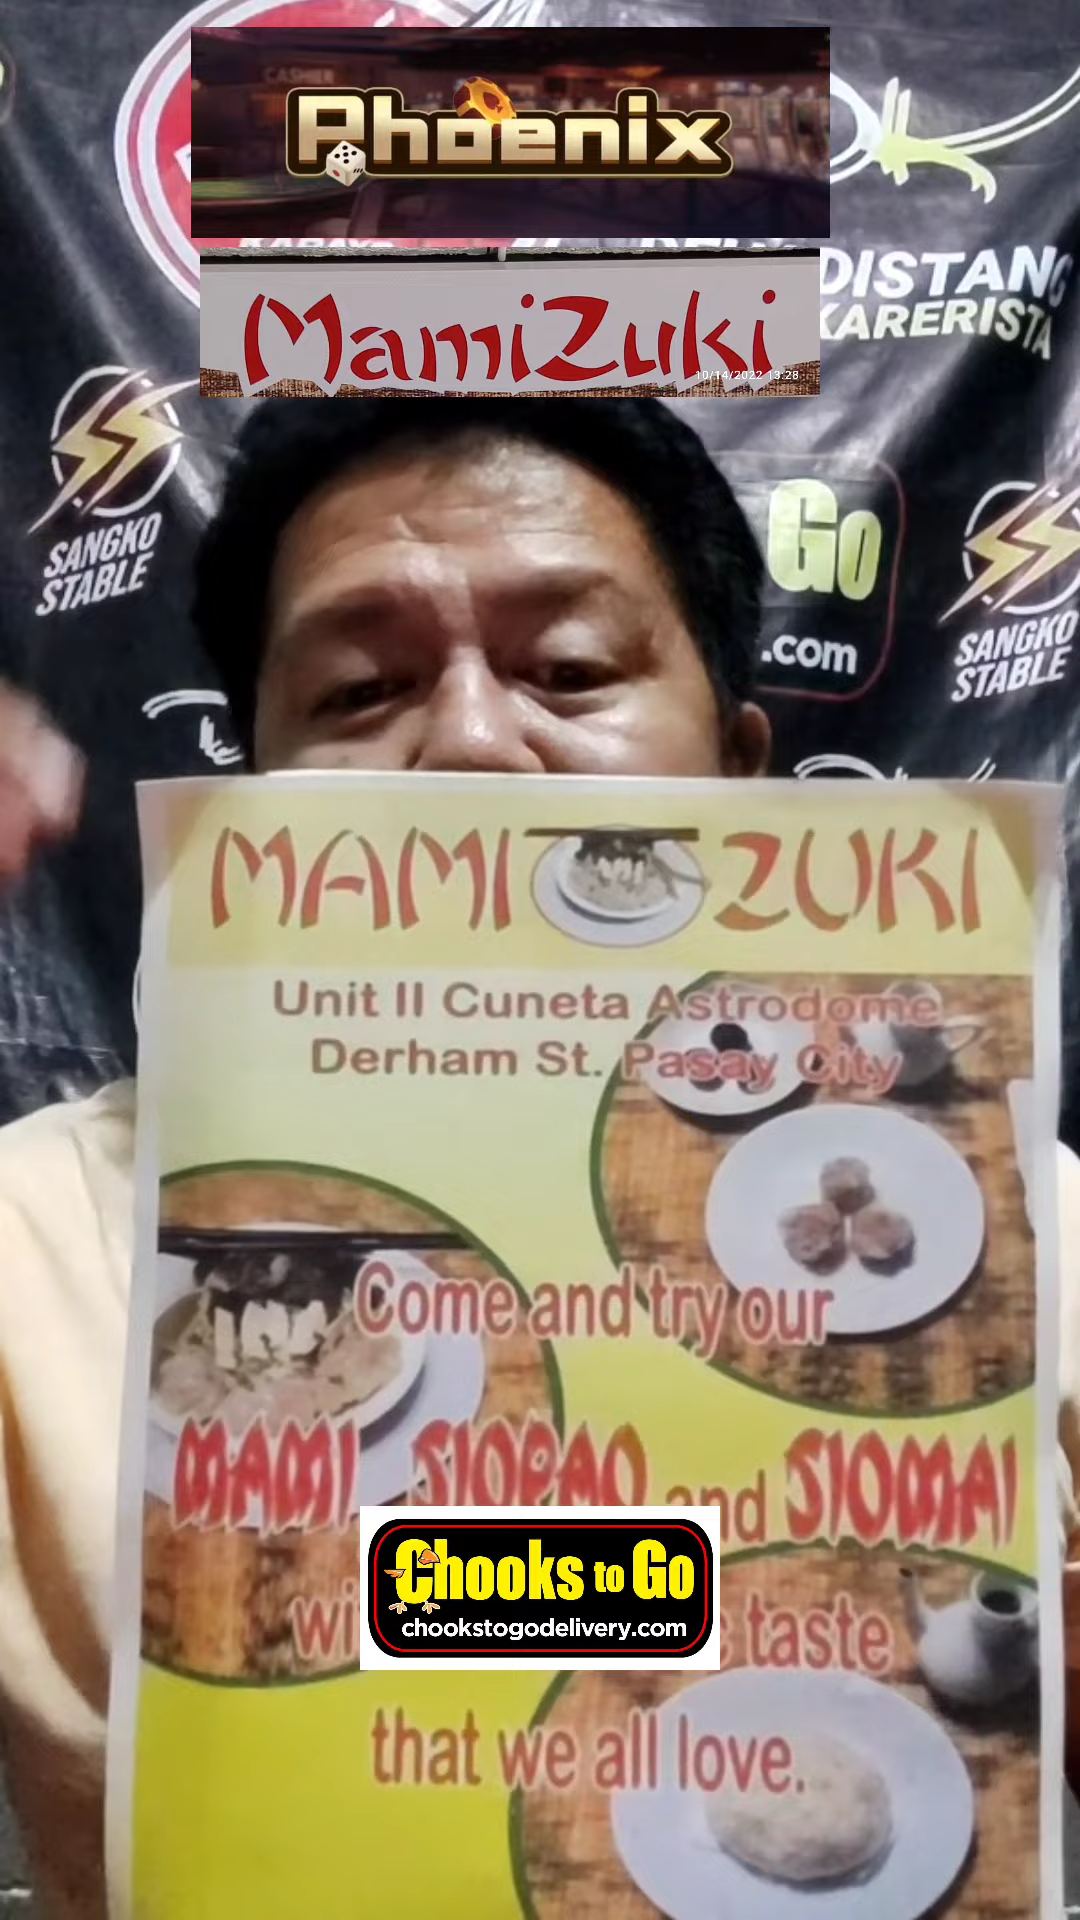 CASHIER
Phoenix
DISTANG
KARERISTA
MamiZuki
10/14/2022 13:28
SANGKO
STABLE
Go
.com
SANGKO
STABLE
MAMI ZUKI
Unit II Cuneta Astrodome
Derham St. Pasay City
Come and try our
MAMI SIOPAO and SIOMAI
taste
that we all love.
Chooks to Go
chookstogodelivery.com